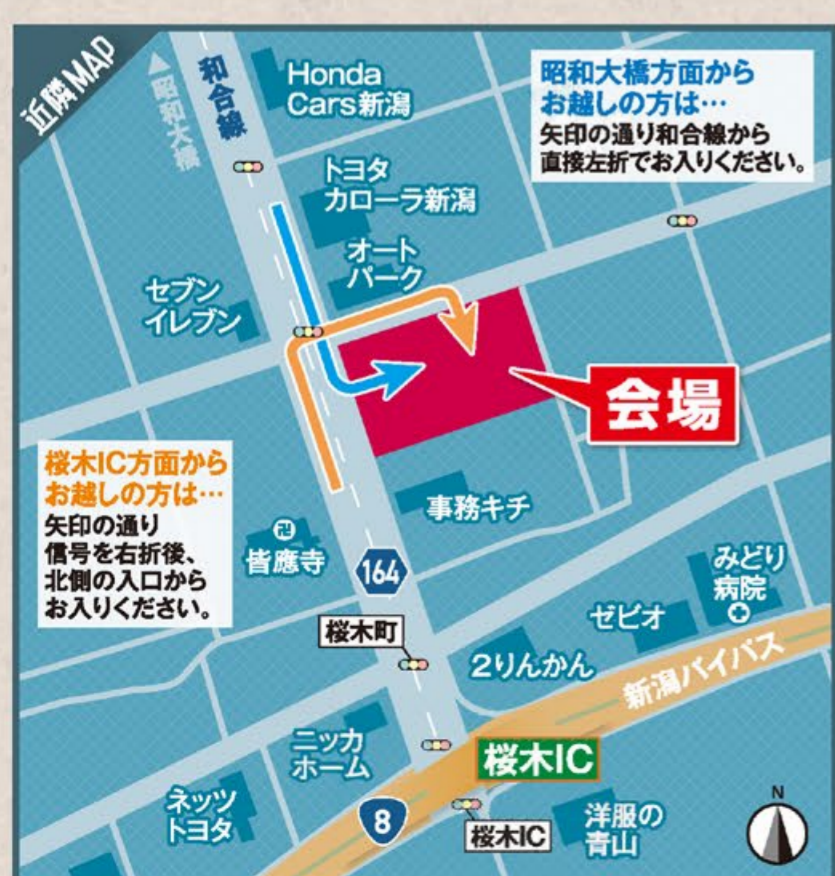 近隣MAP
▲昭和大橋
和合線
Honda
Cars新潟
昭和大橋方面から
お越しの方は…
矢印の通り和合線から
直接左折でお入りください。
トヨタ
カローラ新潟
オート
パーク
セブン
イレブン
会場
桜木IC方面から
お越しの方は…
矢印の通り
信号を右折後、
北側の入口から
お入りください。
事務キチ
卍
皆應寺
164
みどり
病院
ゼビオ
桜木町
2りんかん
新潟バイパス
ニッカ
ホーム
桜木IC
ネッツ
トヨタ
8
桜木IC
洋服の
青山
N